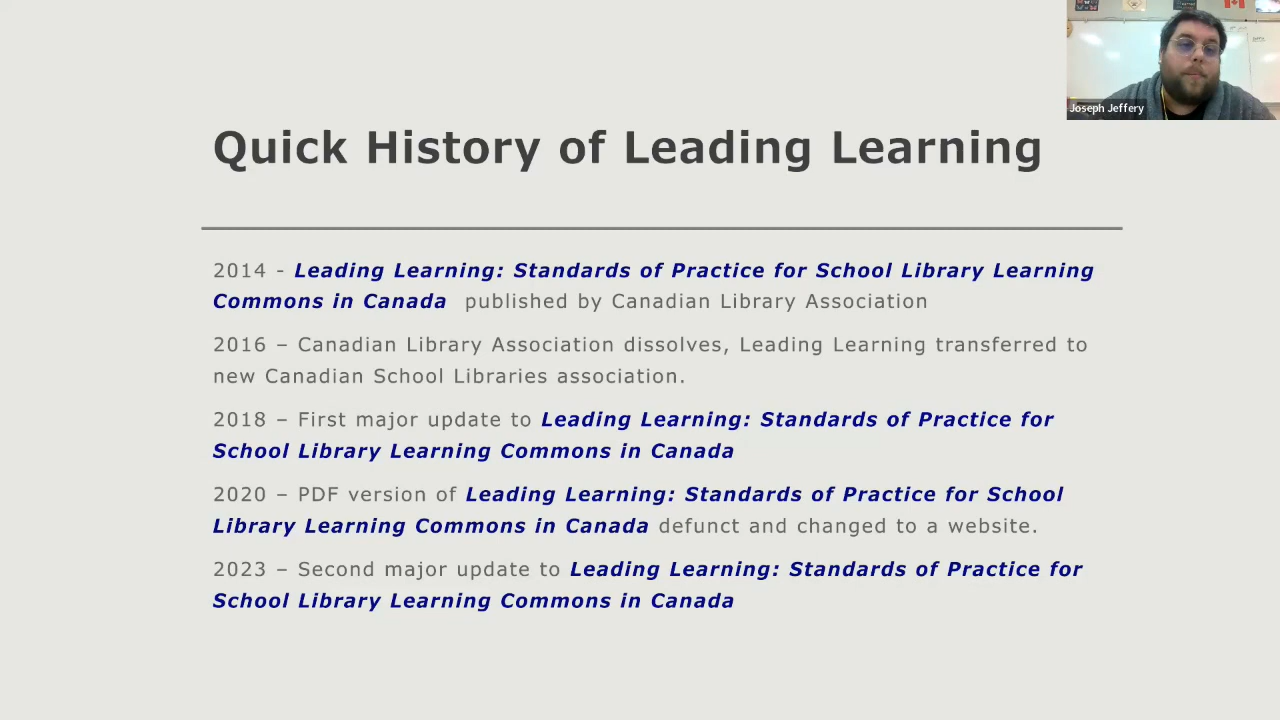 Joseph Jeffery
Quick History of Leading Learning
2014 - Leading Learning: Standards of Practice for School Library Learning
Commons in Canada published by Canadian Library Association
2016 – Canadian Library Association dissolves, Leading Learning transferred to
new Canadian School Libraries association.
2018 – First major update to Leading Learning: Standards of Practice for
School Library Learning Commons in Canada
2020 – PDF version of Leading Learning: Standards of Practice for School
Library Learning Commons in Canada defunct and changed to a website.
2023 – Second major update to Leading Learning: Standards of Practice for
School Library Learning Commons in Canada